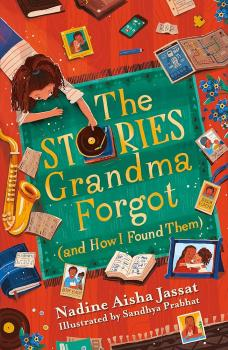 The
STORIES
Grandma
Forgot
(and How I Found Them)
Nadine Aisha Jassat
Illustrated by Sandhya Prabhat